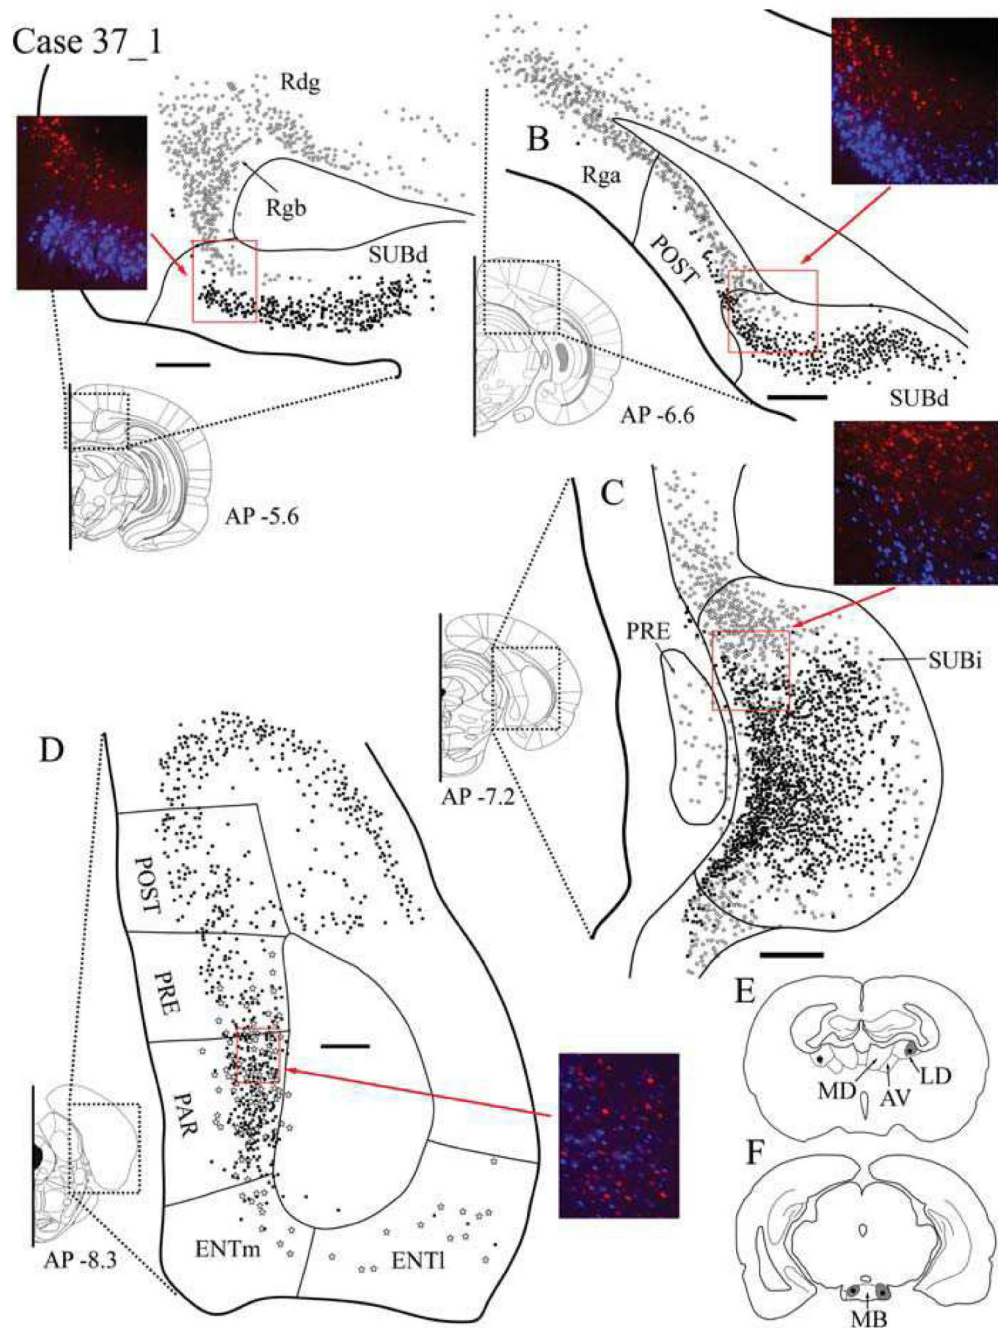 Case 37_1
Rdg
Rgb
SUBd
AP -5.6
B
Rga
POST
SUBd
AP -6.6
C
PRE
SUBi
AP -7.2
D
POST
PRE
PAR
ENTm
ENTl
AP -8.3
E
MD
AV
LD
F
MB